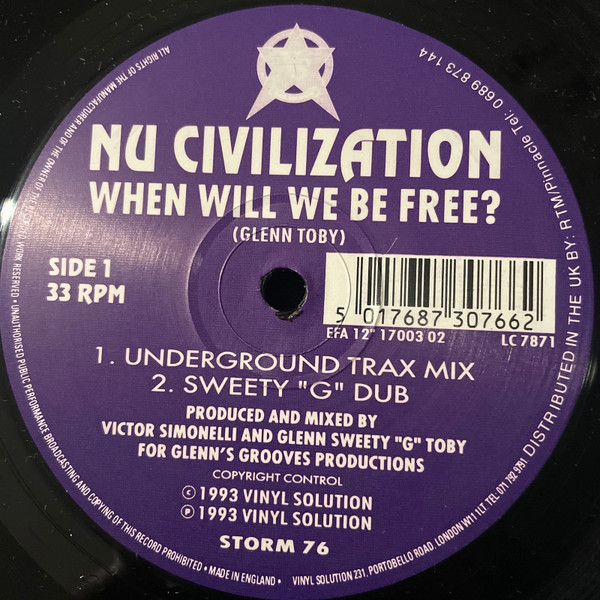 NU CIVILIZATION
WHEN WILL WE BE FREE?
(GLENN TOBY)
SIDE 1
33 RPM
5 017687 307662
EFA 12" 17003 02
LC 7871
1. UNDERGROUND TRAX MIX
2. SWEETY "G" DUB
PRODUCED AND MIXED BY
VICTOR SIMONELLI AND GLENN SWEETY "G" TOBY
FOR GLENN'S GROOVES PRODUCTIONS
COPYRIGHT CONTROL
© 1993 VINYL SOLUTION
℗ 1993 VINYL SOLUTION
STORM 76
ALL RIGHTS OF THE MANUFACTURER AND OF THE OWNER OF THE WORK RESERVED • UNAUTHORISED PUBLIC PERFORMANCE BROADCASTING AND COPYING OF THIS RECORD PROHIBITED • MADE IN ENGLAND •
VINYL SOLUTION 231, PORTOBELLO ROAD, LONDON W11 1LT TEL: 071 792 9791
DISTRIBUTED IN THE UK BY: RTM/Pinnacle Tel: 0689 873 144